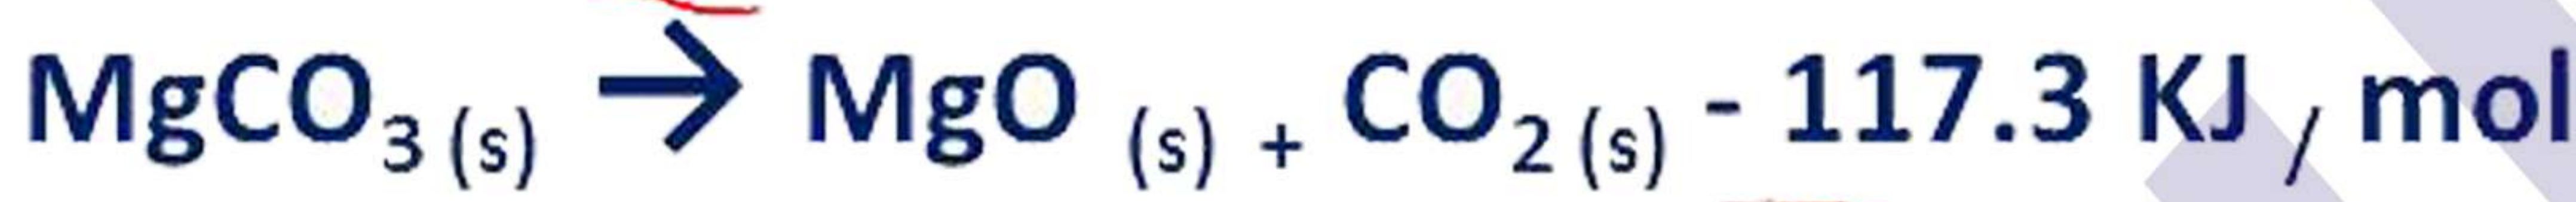 MgCO₃ (s) → MgO (s) + CO₂ (s) - 117.3 KJ / mol